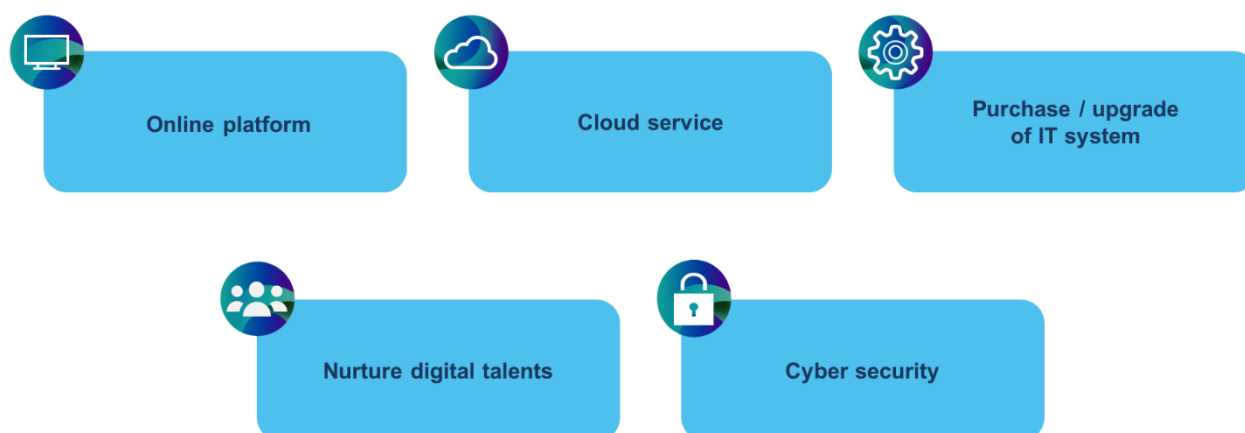 Online platform
Cloud service
Purchase / upgrade
of IT system
Nurture digital talents
Cyber security